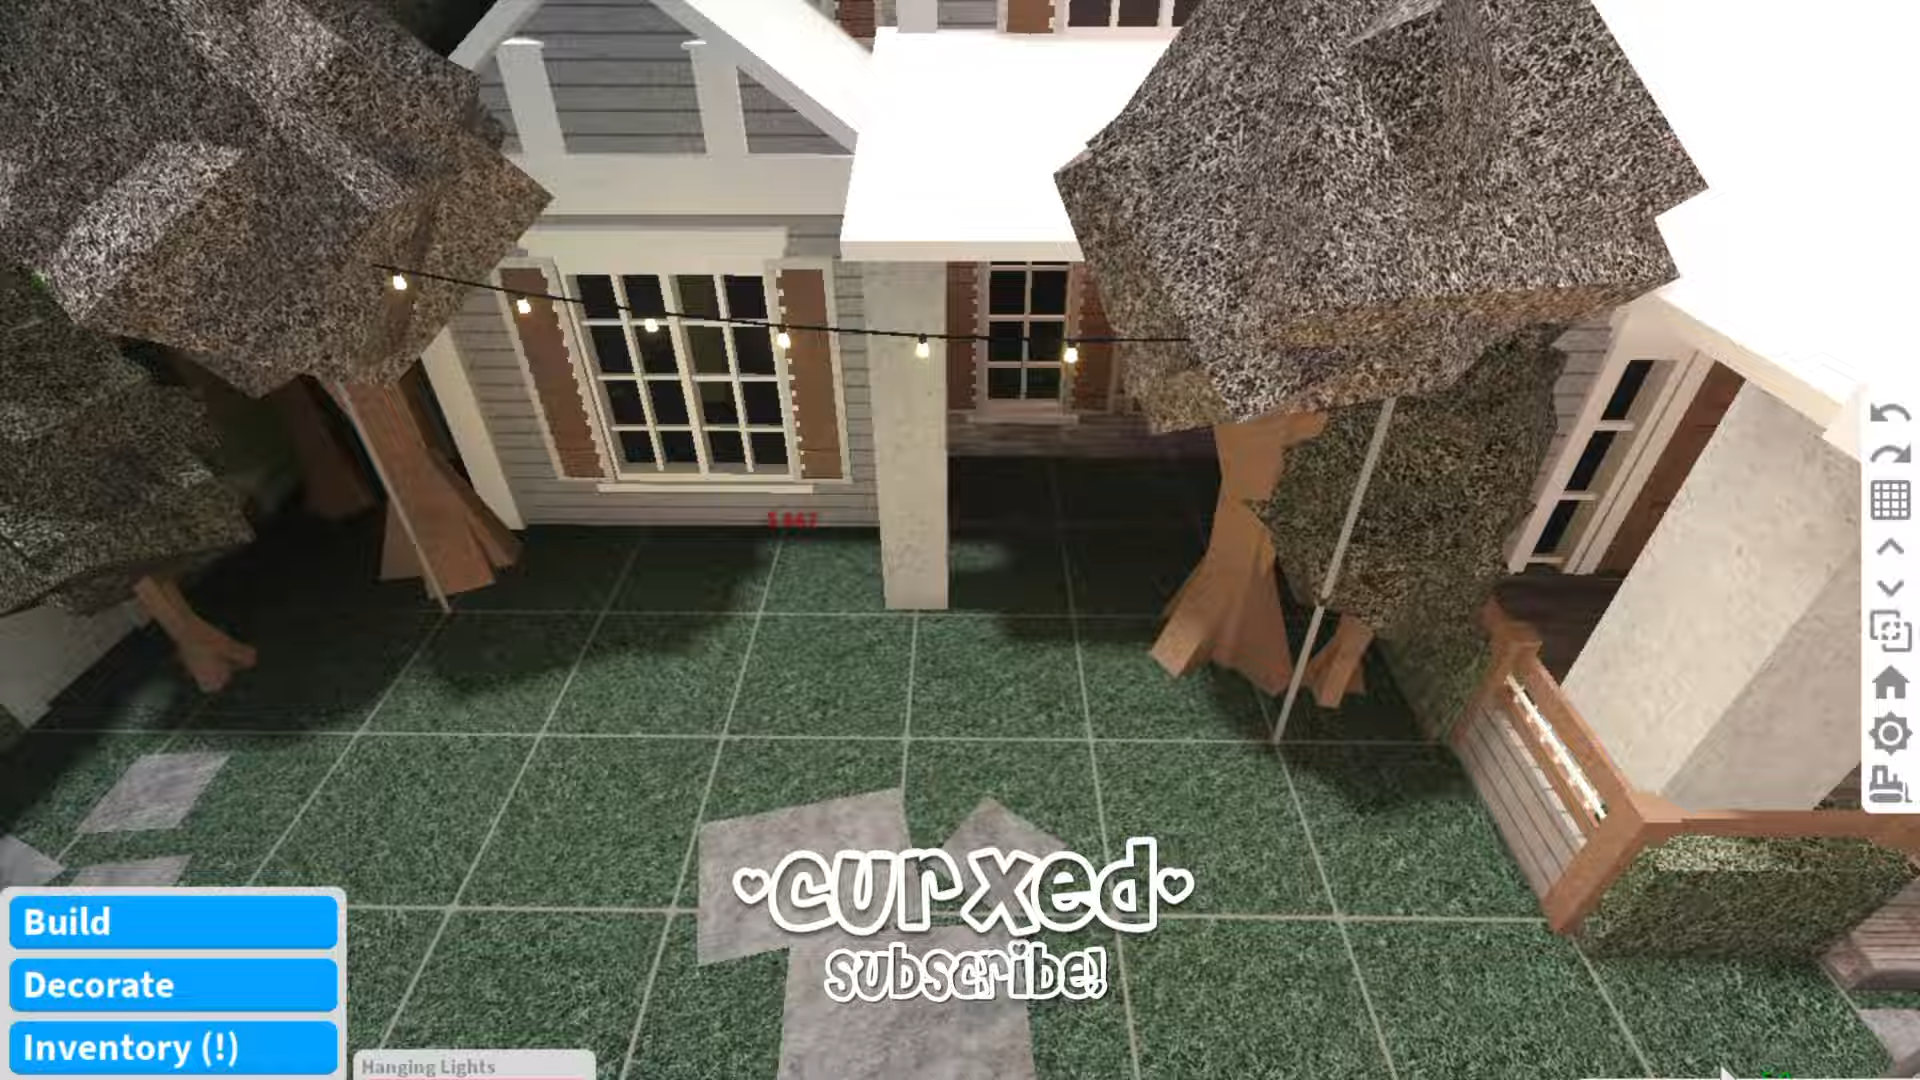 Build
Decorate
Inventory (!)
Hanging Lights
•curxed•
subscribe!